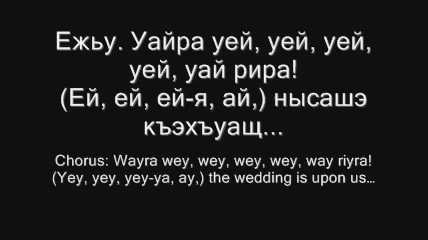 Ежьу. Уайра уей, уей, уей,
уей, уай рира!
(Ей, ей, ей-я, ай,) нысашэ
къэхъуащ...
Chorus: Wayra wey, wey, wey, wey, way riyra!
(Yey, yey, yey-ya, ay,) the wedding is upon us…